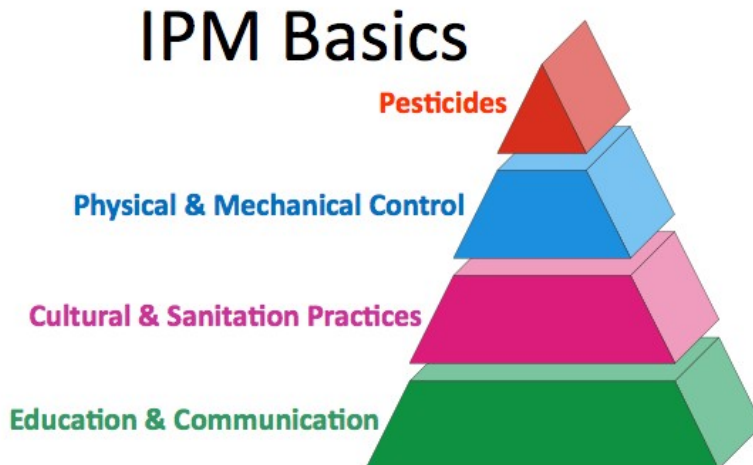 IPM Basics
Pesticides
Physical & Mechanical Control
Cultural & Sanitation Practices
Education & Communication